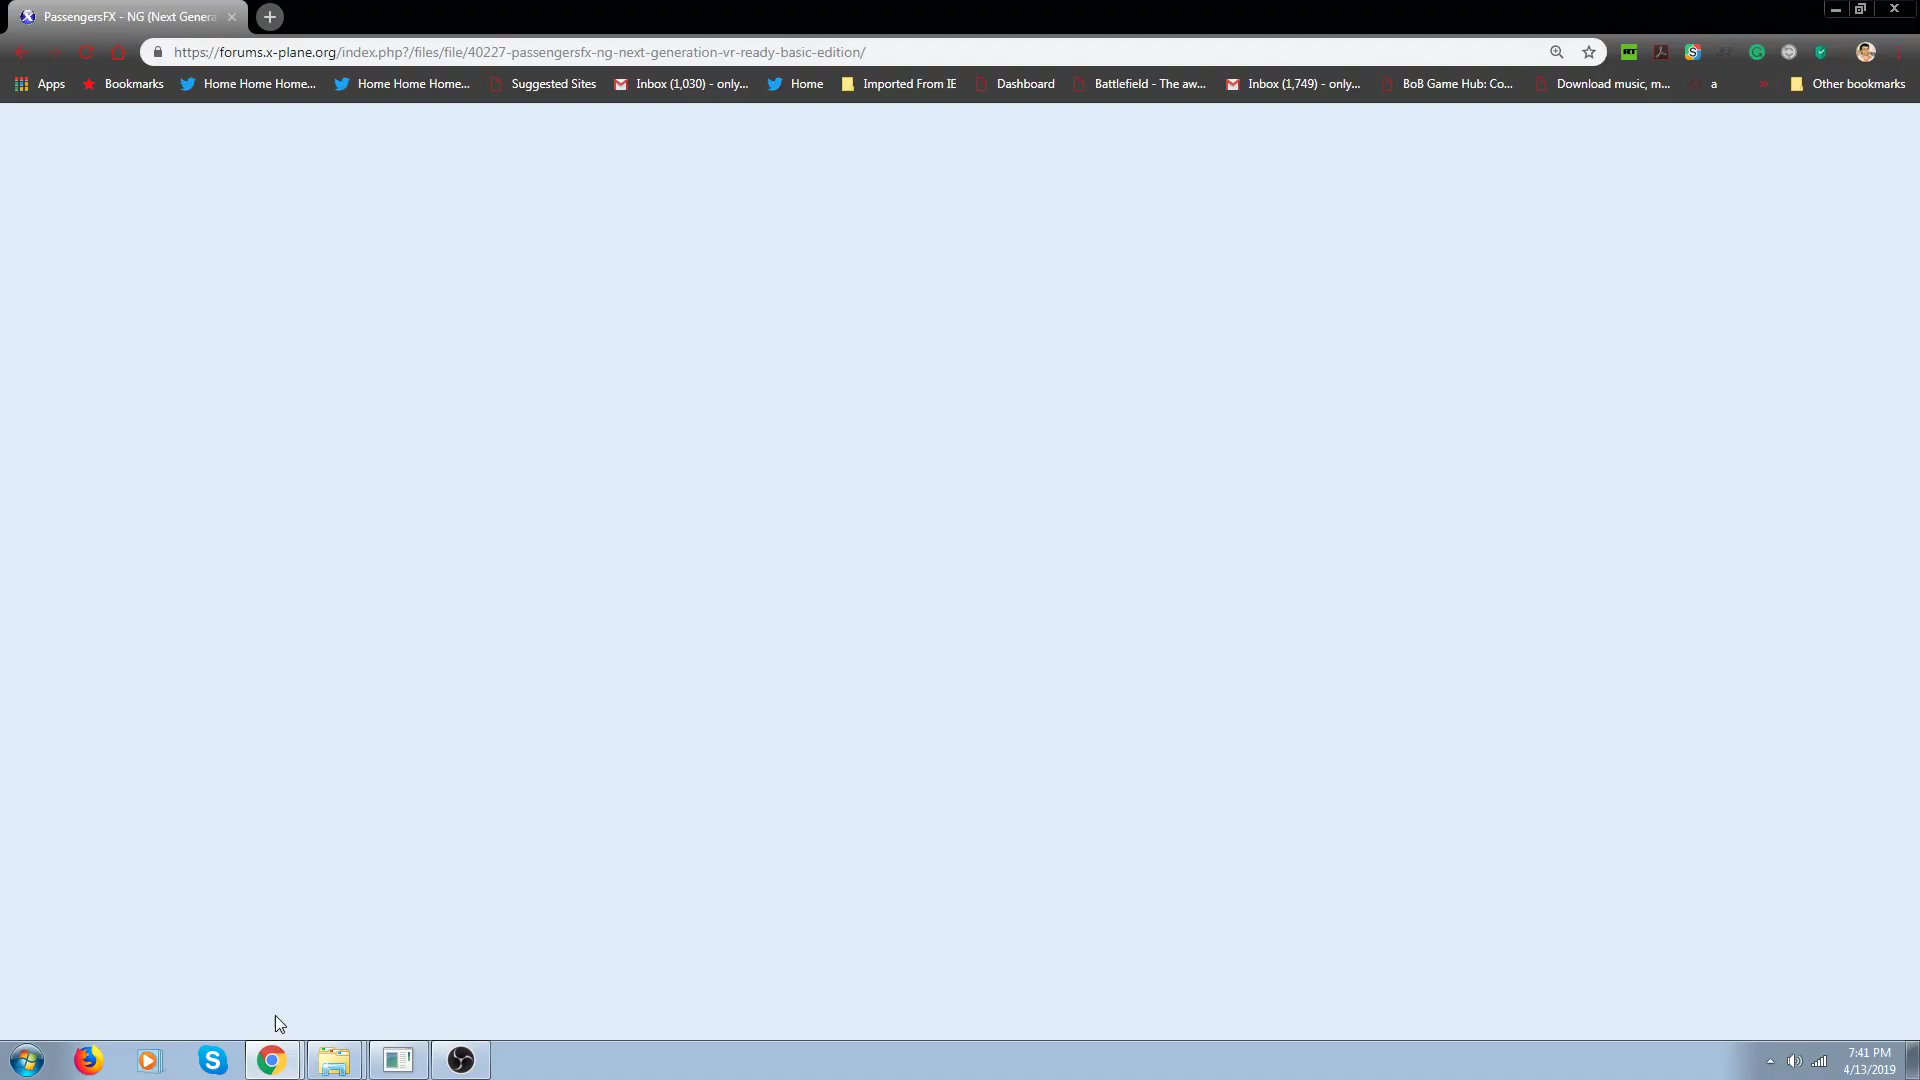 PassengersFX - NG (Next Genera
https://forums.x-plane.org/index.php?/files/file/40227-passengersfx-ng-next-generation-vr-ready-basic-edition/
Apps Bookmarks Home Home Home... Home Home Home... Suggested Sites Inbox (1,030) - only... Home Imported From IE Dashboard Battlefield - The aw... Inbox (1,749) - only... BoB Game Hub: Co... Download music, m... a » Other bookmarks
7:41 PM
4/13/2019